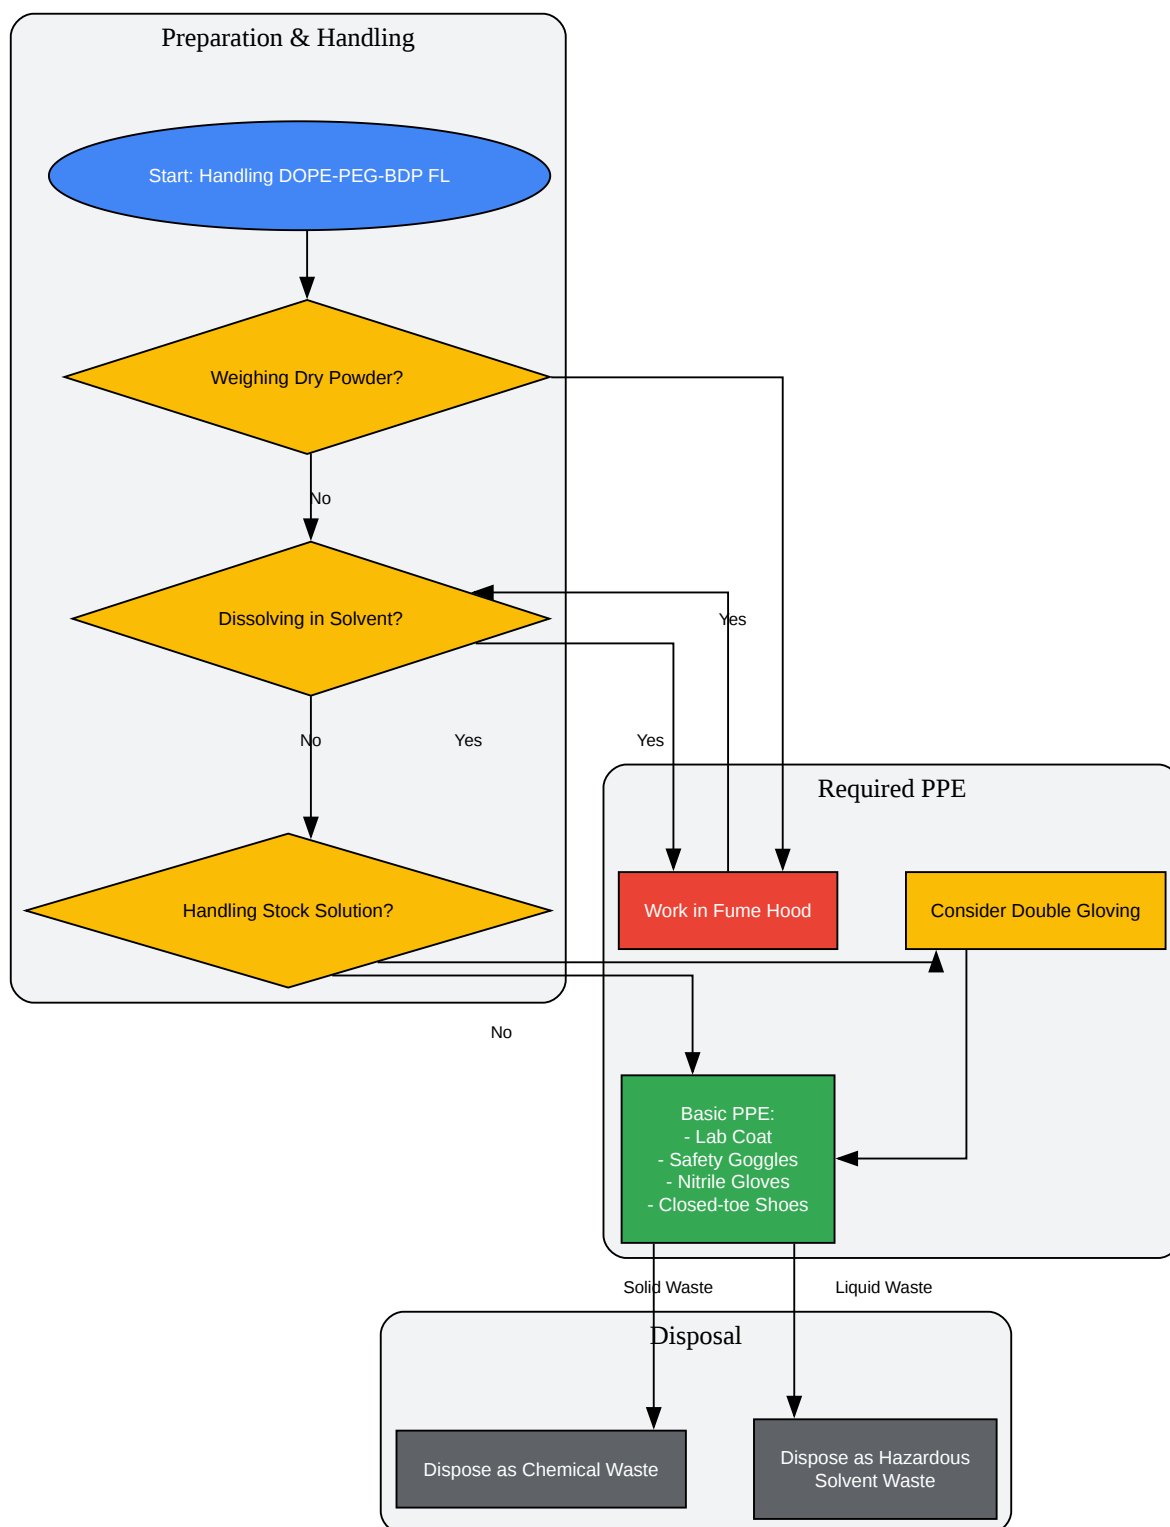 Preparation & Handling
Start: Handling DOPE-PEG-BDP FL
Weighing Dry Powder?
No
Dissolving in Solvent?
Yes
No
Yes
Yes
Required PPE
Handling Stock Solution?
Work in Fume Hood
Consider Double Gloving
No
Basic PPE:
- Lab Coat
- Safety Goggles
- Nitrile Gloves
- Closed-toe Shoes
Solid Waste
Liquid Waste
Disposal
Dispose as Chemical Waste
Dispose as Hazardous
Solvent Waste